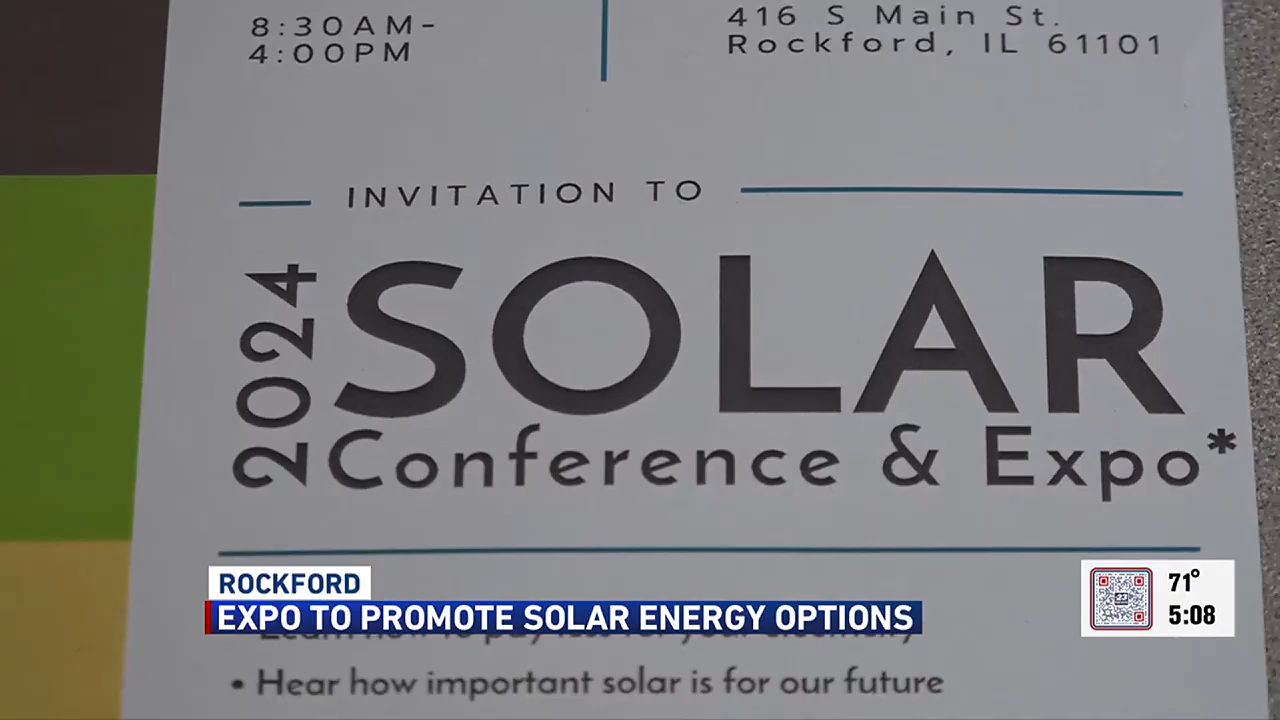 8:30AM-
4:00PM
416 S Main St.
Rockford, IL 61101
INVITATION TO
2024
SOLAR
Conference & Expo*
ROCKFORD
EXPO TO PROMOTE SOLAR ENERGY OPTIONS
71°
5:08
• Hear how important solar is for our future